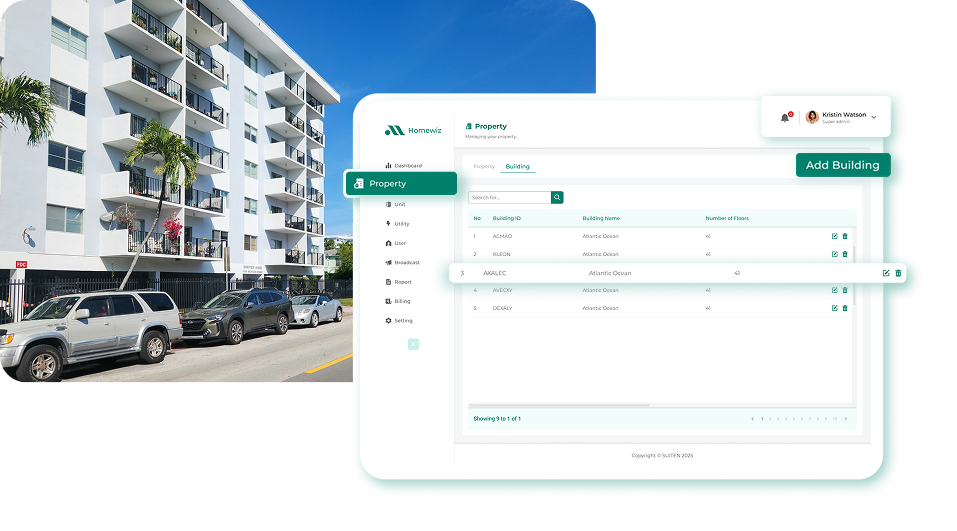 FDC
Homewiz
Property
Managing your property
Kristin Watson
Super admin
Add Building
Dashboard
Property
Unit
Utility
User
Broadcast
Report
Billing
Setting
Property Building
Search for...
No Building ID Building Name Number of Floors
1 ACMAO Atlantic Ocean 41
2 KLEON Atlantic Ocean 41
3 AXALEC Atlantic Ocean 41
4 AVECXY Atlantic Ocean 41
5 DEXALY Atlantic Ocean 41
Showing 9 to 1 of 1
< 1 2 3 4 5 6 7 8 9 10 >
Copyright © SUITEN 2025